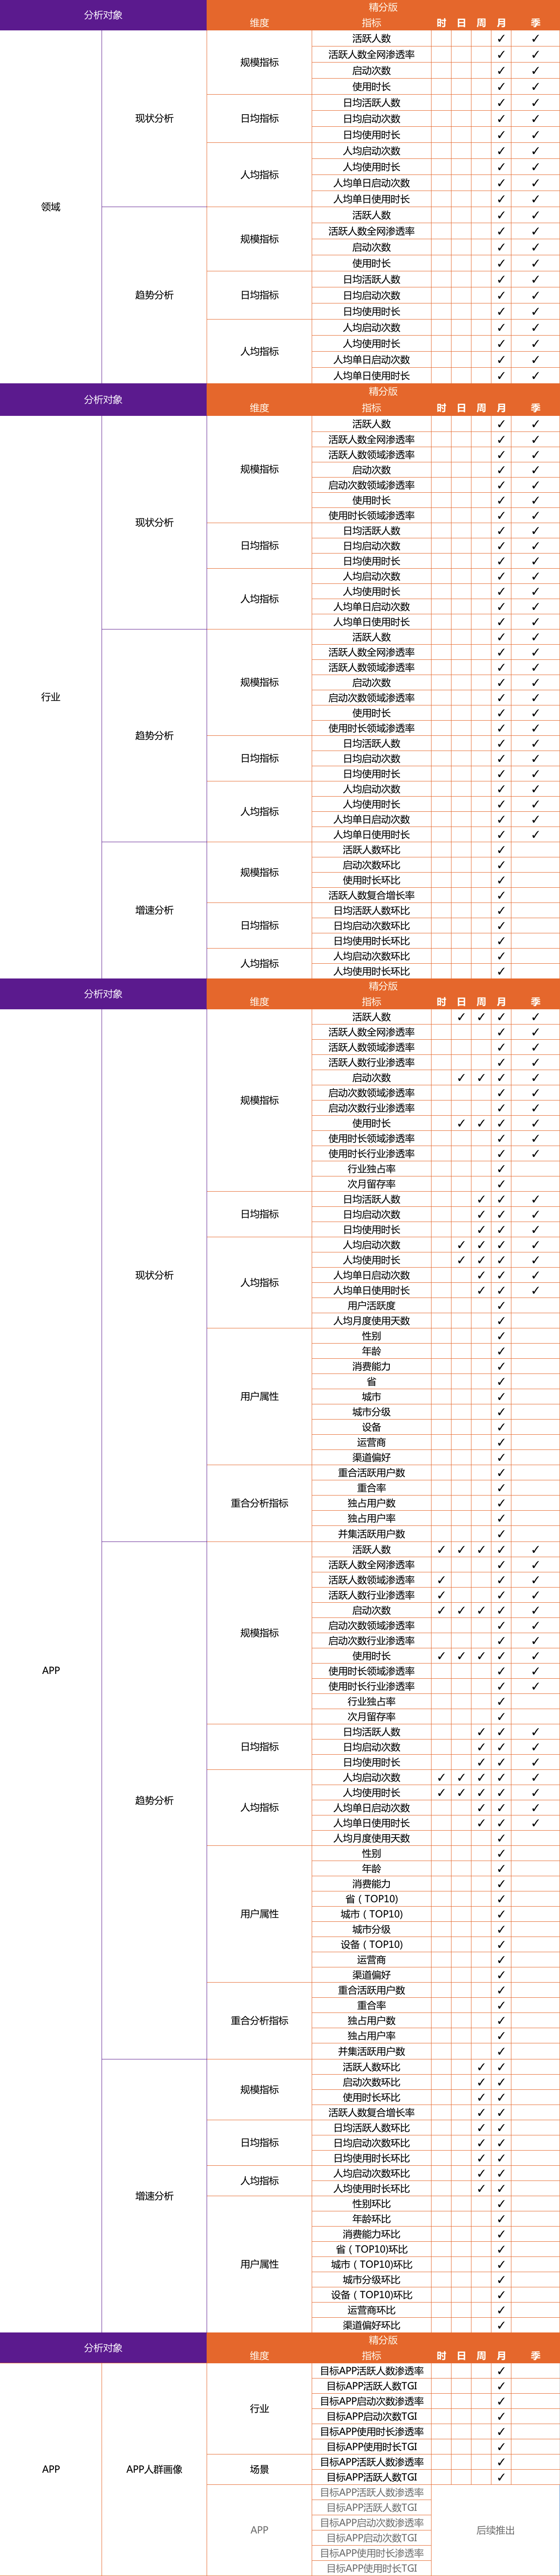 分析对象 精分版
维度 指标 时 日 周 月 季
领域 现状分析 规模指标 活跃人数 ✓ ✓
活跃人数全网渗透率 ✓ ✓
启动次数 ✓ ✓
使用时长 ✓ ✓
日均指标 日均活跃人数 ✓ ✓
日均启动次数 ✓ ✓
日均使用时长 ✓ ✓
人均指标 人均启动次数 ✓ ✓
人均使用时长 ✓ ✓
人均单日启动次数 ✓ ✓
人均单日使用时长 ✓ ✓
趋势分析 规模指标 活跃人数 ✓ ✓
活跃人数全网渗透率 ✓ ✓
启动次数 ✓ ✓
使用时长 ✓ ✓
日均指标 日均活跃人数 ✓ ✓
日均启动次数 ✓ ✓
日均使用时长 ✓ ✓
人均指标 人均启动次数 ✓ ✓
人均使用时长 ✓ ✓
人均单日启动次数 ✓ ✓
人均单日使用时长 ✓ ✓
分析对象 精分版
维度 指标 时 日 周 月 季
行业 现状分析 规模指标 活跃人数 ✓ ✓
活跃人数全网渗透率 ✓ ✓
活跃人数领域渗透率 ✓ ✓
启动次数 ✓ ✓
启动次数领域渗透率 ✓ ✓
使用时长 ✓ ✓
使用时长领域渗透率 ✓ ✓
日均指标 日均活跃人数 ✓ ✓
日均启动次数 ✓ ✓
日均使用时长 ✓ ✓
人均指标 人均启动次数 ✓ ✓
人均使用时长 ✓ ✓
人均单日启动次数 ✓ ✓
人均单日使用时长 ✓ ✓
趋势分析 规模指标 活跃人数 ✓ ✓
活跃人数全网渗透率 ✓ ✓
活跃人数领域渗透率 ✓ ✓
启动次数 ✓ ✓
启动次数领域渗透率 ✓ ✓
使用时长 ✓ ✓
使用时长领域渗透率 ✓ ✓
日均指标 日均活跃人数 ✓ ✓
日均启动次数 ✓ ✓
日均使用时长 ✓ ✓
人均指标 人均启动次数 ✓ ✓
人均使用时长 ✓ ✓
人均单日启动次数 ✓ ✓
人均单日使用时长 ✓ ✓
增速分析 规模指标 活跃人数环比 ✓
启动次数环比 ✓
使用时长环比 ✓
活跃人数复合增长率 ✓
日均指标 日均活跃人数环比 ✓
日均启动次数环比 ✓
日均使用时长环比 ✓
人均指标 人均启动次数环比 ✓
人均使用时长环比 ✓
分析对象 精分版
维度 指标 时 日 周 月 季
APP 现状分析 规模指标 活跃人数 ✓ ✓ ✓ ✓
活跃人数全网渗透率 ✓ ✓
活跃人数领域渗透率 ✓ ✓
活跃人数行业渗透率 ✓ ✓
启动次数 ✓ ✓ ✓ ✓
启动次数领域渗透率 ✓ ✓
启动次数行业渗透率 ✓ ✓
使用时长 ✓ ✓ ✓ ✓
使用时长领域渗透率 ✓ ✓
使用时长行业渗透率 ✓ ✓
行业独占率 ✓
次月留存率 ✓
日均指标 日均活跃人数 ✓ ✓ ✓
日均启动次数 ✓ ✓ ✓
日均使用时长 ✓ ✓ ✓
人均指标 人均启动次数 ✓ ✓ ✓ ✓
人均使用时长 ✓ ✓ ✓ ✓
人均单日启动次数 ✓ ✓ ✓
人均单日使用时长 ✓ ✓ ✓
用户活跃度 ✓
人均月度使用天数 ✓
用户属性 性别 ✓
年龄 ✓
消费能力 ✓
省 ✓
城市 ✓
城市分级 ✓
设备 ✓
运营商 ✓
渠道偏好 ✓
重合分析指标 重合活跃用户数 ✓
重合率 ✓
独占用户数 ✓
独占用户率 ✓
并集活跃用户数 ✓
趋势分析 规模指标 活跃人数 ✓ ✓ ✓ ✓ ✓
活跃人数全网渗透率 ✓ ✓
活跃人数领域渗透率 ✓ ✓ ✓
活跃人数行业渗透率 ✓ ✓ ✓
启动次数 ✓ ✓ ✓ ✓ ✓
启动次数领域渗透率 ✓ ✓
启动次数行业渗透率 ✓ ✓
使用时长 ✓ ✓ ✓ ✓ ✓
使用时长领域渗透率 ✓ ✓
使用时长行业渗透率 ✓ ✓
行业独占率 ✓
次月留存率 ✓
日均指标 日均活跃人数 ✓ ✓ ✓
日均启动次数 ✓ ✓ ✓
日均使用时长 ✓ ✓ ✓
人均指标 人均启动次数 ✓ ✓ ✓ ✓ ✓
人均使用时长 ✓ ✓ ✓ ✓ ✓
人均单日启动次数 ✓ ✓ ✓
人均单日使用时长 ✓ ✓ ✓
人均月度使用天数 ✓
用户属性 性别 ✓
年龄 ✓
消费能力 ✓
省（TOP10) ✓
城市（TOP10) ✓
城市分级 ✓
设备（TOP10) ✓
运营商 ✓
渠道偏好 ✓
重合分析指标 重合活跃用户数 ✓
重合率 ✓
独占用户数 ✓
独占用户率 ✓
并集活跃用户数 ✓
增速分析 规模指标 活跃人数环比 ✓ ✓
启动次数环比 ✓ ✓
使用时长环比 ✓ ✓
活跃人数复合增长率 ✓ ✓
日均指标 日均活跃人数环比 ✓ ✓
日均启动次数环比 ✓ ✓
日均使用时长环比 ✓ ✓
人均指标 人均启动次数环比 ✓ ✓
人均使用时长环比 ✓ ✓
用户属性 性别环比 ✓
年龄环比 ✓
消费能力环比 ✓
省（TOP10)环比 ✓
城市（TOP10)环比 ✓
城市分级环比 ✓
设备（TOP10)环比 ✓
运营商环比 ✓
渠道偏好环比 ✓
分析对象 精分版
维度 指标 时 日 周 月 季
APP APP人群画像 行业 目标APP活跃人数渗透率 ✓
目标APP活跃人数TGI ✓
目标APP启动次数渗透率 ✓
目标APP启动次数TGI ✓
目标APP使用时长渗透率 ✓
目标APP使用时长TGI ✓
场景 目标APP活跃人数渗透率 ✓
目标APP活跃人数TGI ✓
APP 目标APP活跃人数渗透率 后续推出
目标APP活跃人数TGI
目标APP启动次数渗透率
目标APP启动次数TGI
目标APP使用时长渗透率
目标APP使用时长TGI